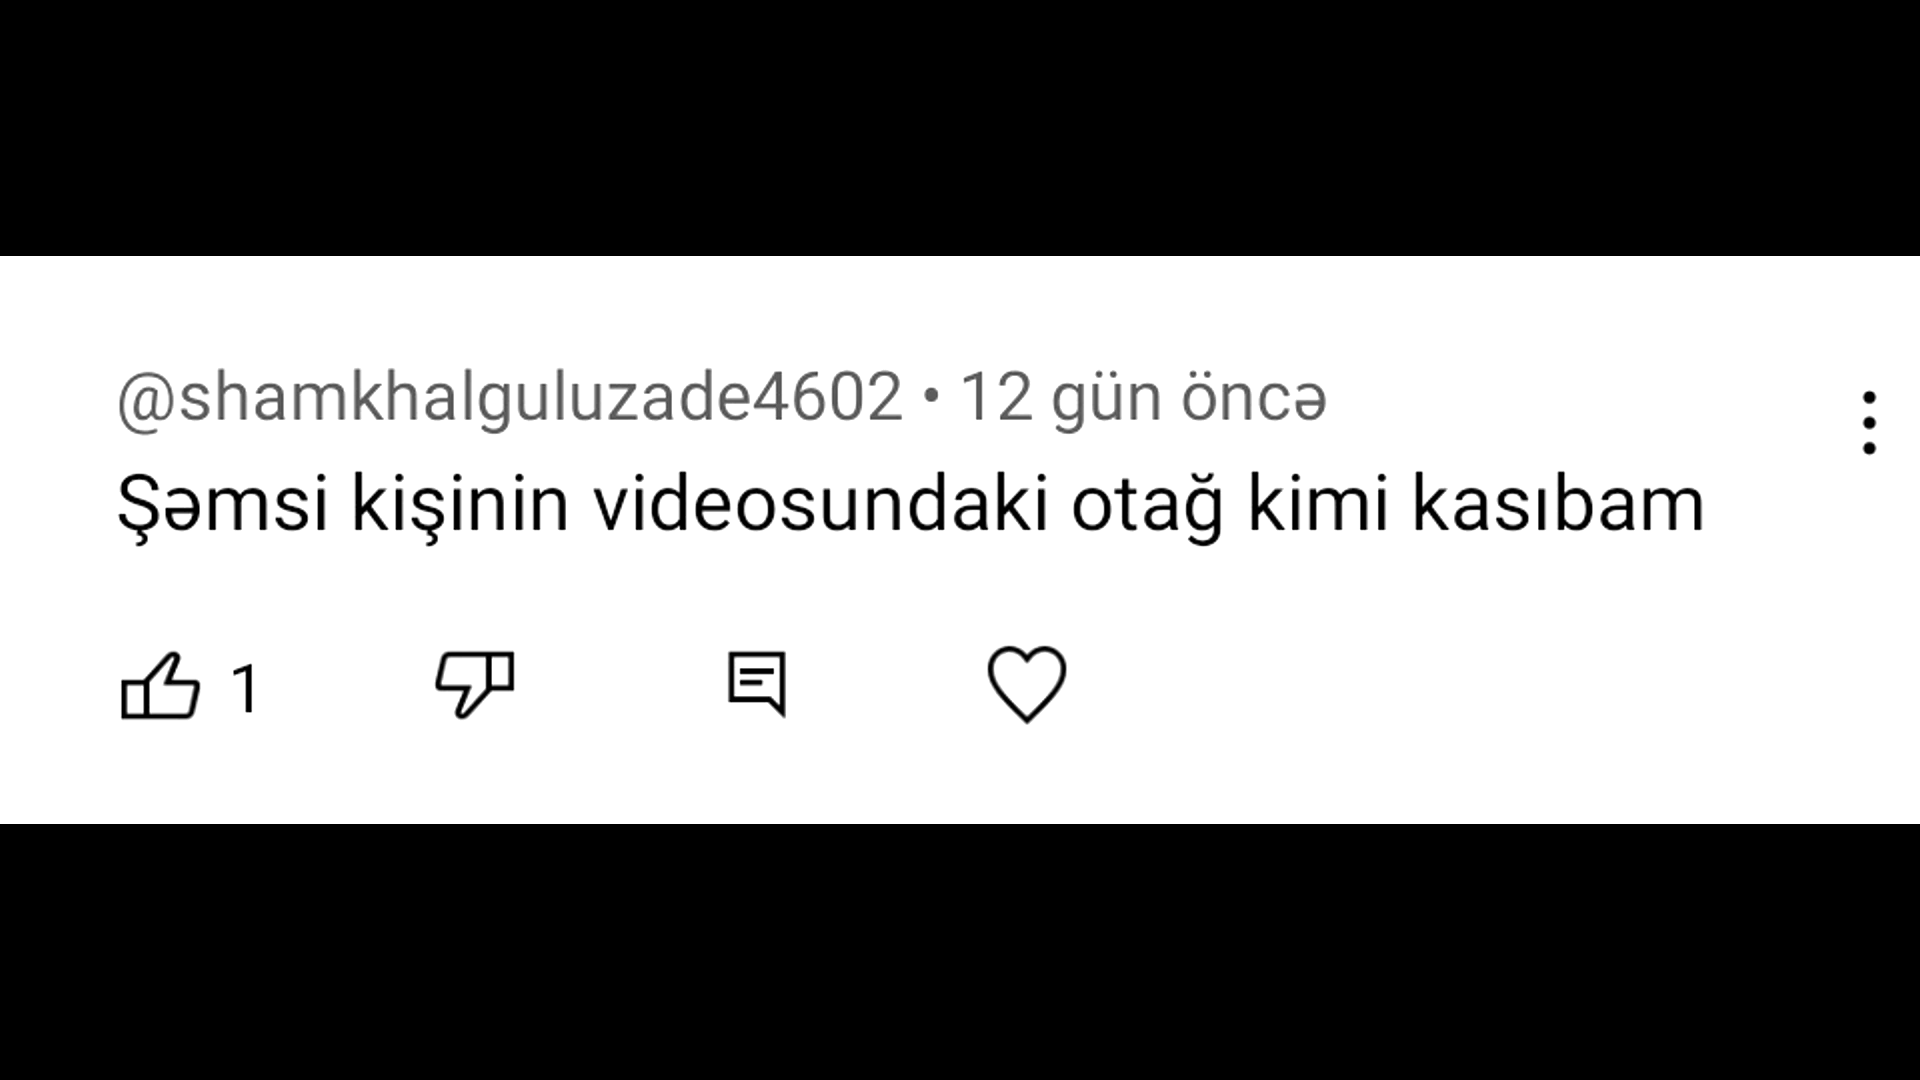 @shamkhalguluzade4602 • 12 gün öncə
Şəmsi kişinin videosundaki otağ kimi kasıbam
1